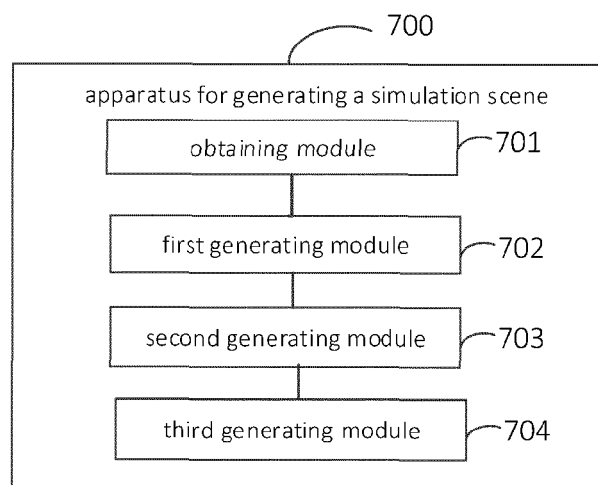 700
apparatus for generating a simulation scene
obtaining module
701
first generating module
702
second generating module
703
third generating module
704